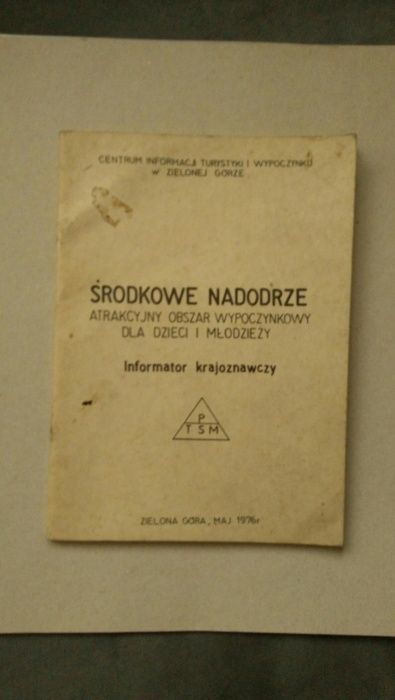 CENTRUM INFORMACJI TURYSTYKI I WYPOCZYNKU
W ZIELONEJ GÓRZE
ŚRODKOWE NADODRZE
ATRAKCYJNY OBSZAR WYPOCZYNKOWY
DLA DZIECI I MŁODZIEŻY
Informator krajoznawczy
P
TSM
ZIELONA GÓRA, MAJ 1976r